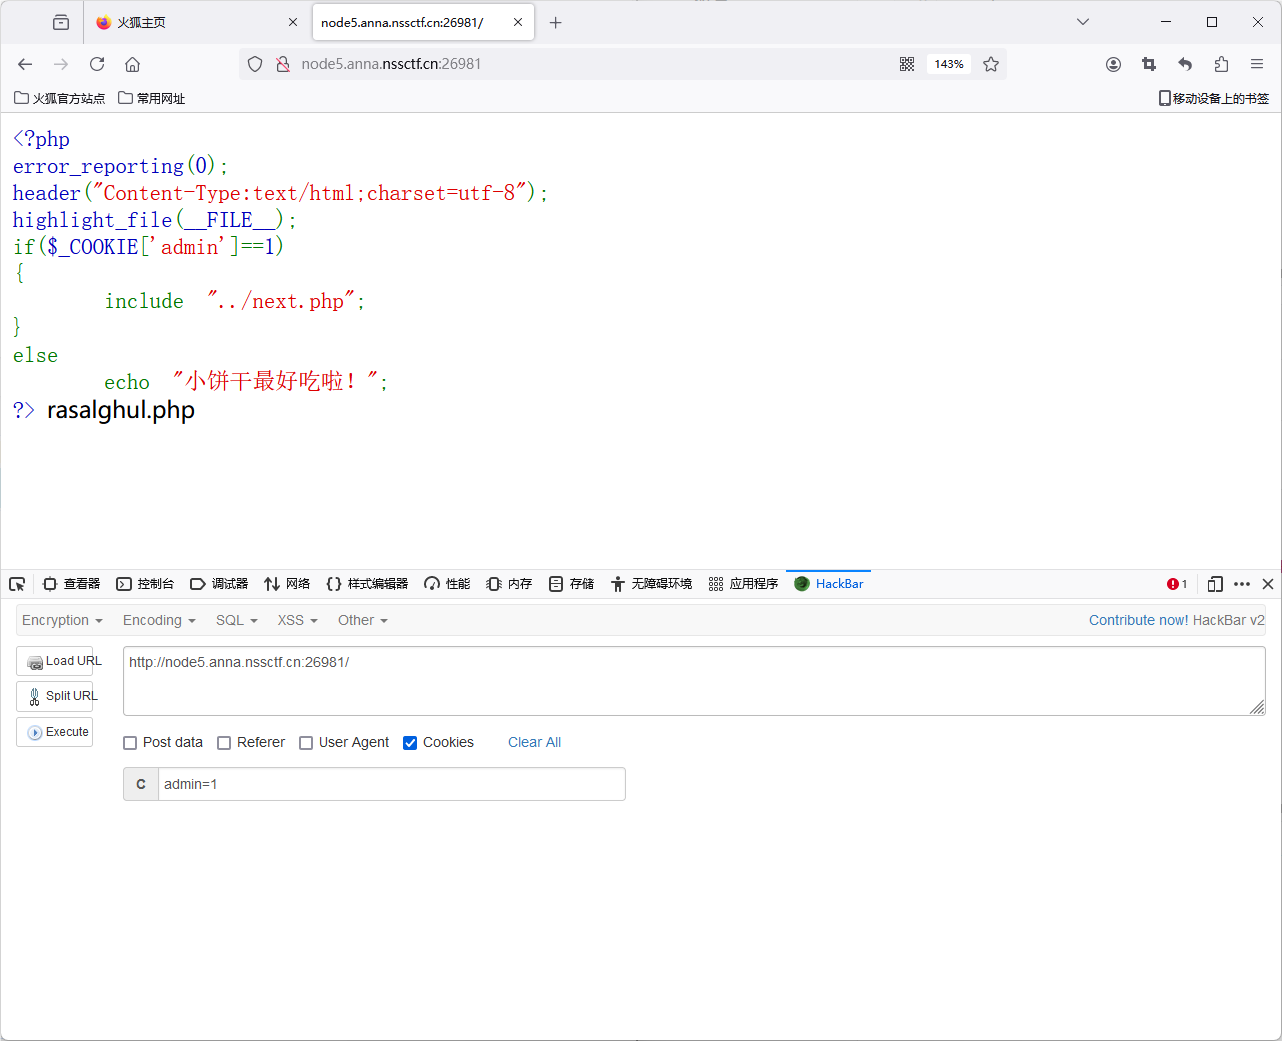 火狐主页
node5.anna.nssctf.cn:26981/
node5.anna.nssctf.cn:26981
143%
火狐官方站点 常用网址 移动设备上的书签
<?php
error_reporting(0);
header("Content-Type:text/html;charset=utf-8");
highlight_file(__FILE__);
if($_COOKIE['admin']==1)
{
include "../next.php";
}
else
echo "小饼干最好吃啦！";
?> rasalghul.php
查看器 控制台 调试器 网络 {} 样式编辑器 性能 内存 存储 无障碍环境 应用程序 HackBar 1
Encryption Encoding SQL XSS Other Contribute now! HackBar v2
Load URL http://node5.anna.nssctf.cn:26981/
Split URL
Execute
Post data Referer User Agent Cookies Clear All
C admin=1